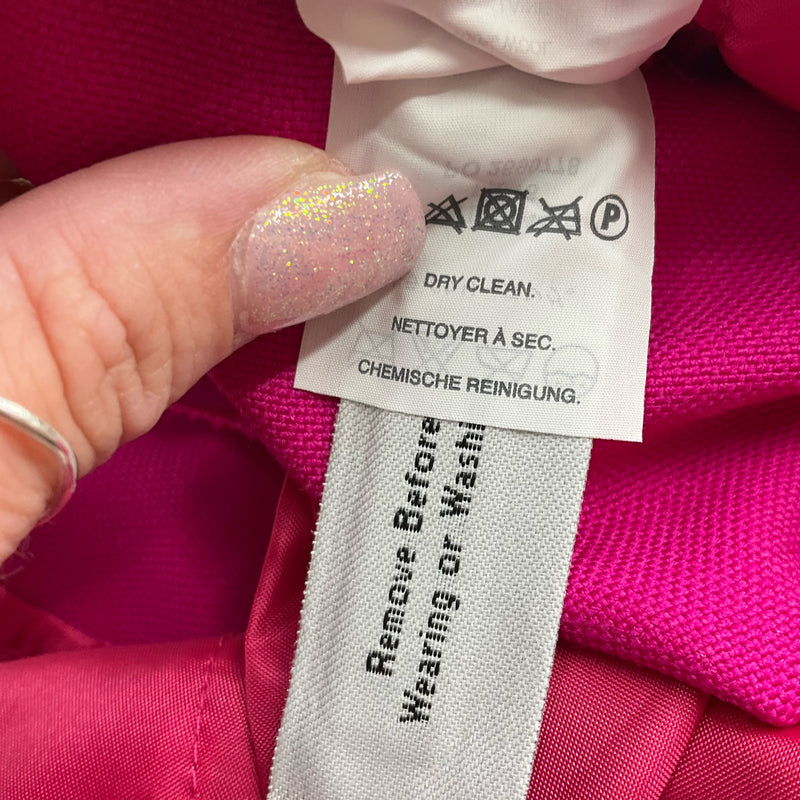 P
DRY CLEAN.
NETTOYER À SEC.
CHEMISCHE REINIGUNG.
Remove Before
Wearing or Washi